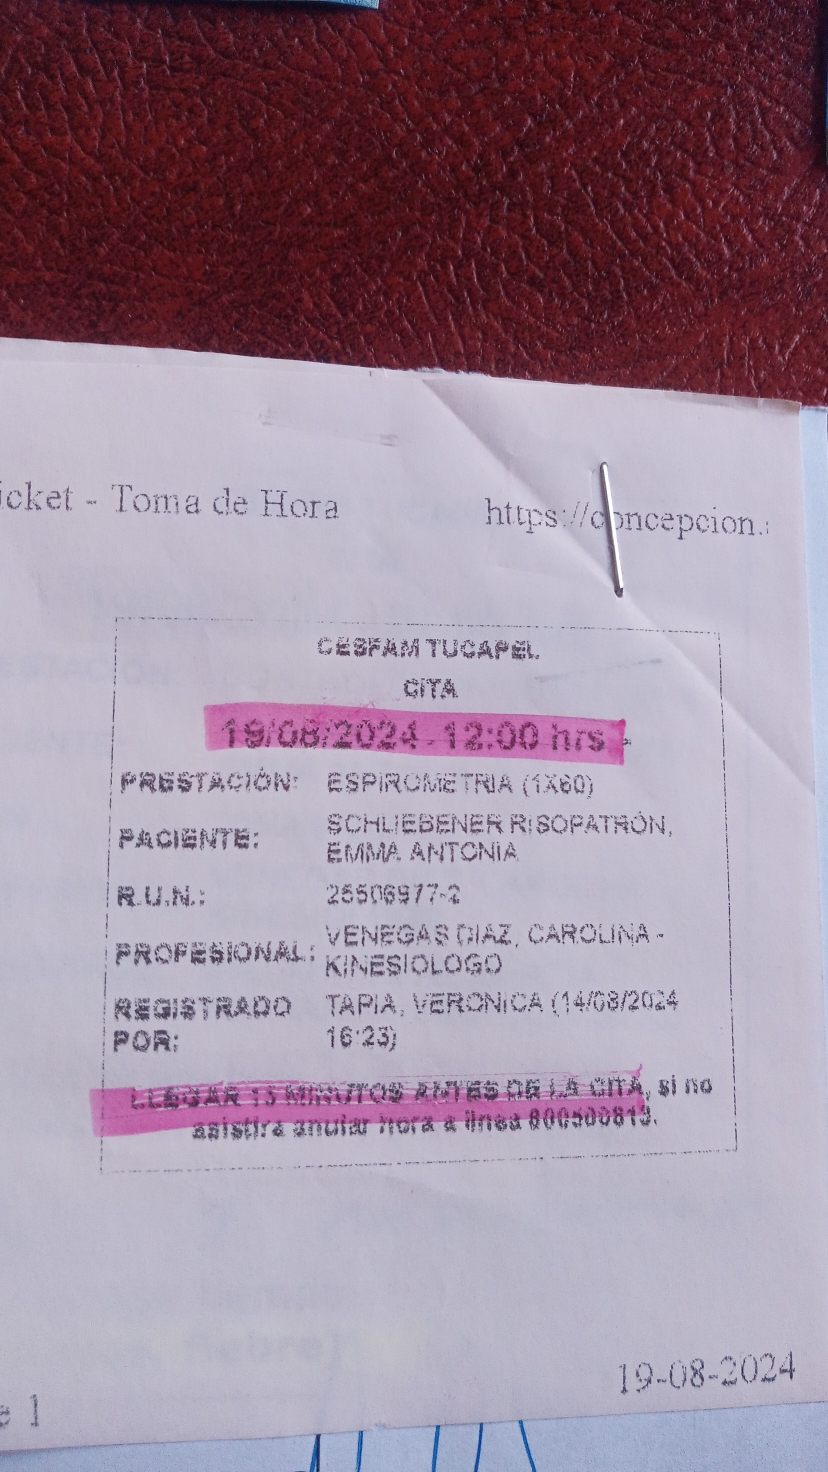 icket - Toma de Hora
https://concepcion.
CESFAM TUCAPEL
CITA
19/08/2024 - 12:00 hrs.
PRESTACIÓN: ESPIROMETRIA (1X60)
PACIENTE: SCHLIEBENER RISOPATRÓN,
EMMA ANTONIA
R.U.N.: 25506977-2
PROFESIONAL: VENEGAS DIAZ, CAROLINA -
KINESIOLOGO
REGISTRADO POR: TAPIA, VERONICA (14/08/2024
16:23)
LLEGAR 15 MINUTOS ANTES DE LA CITA, si no
asistira anular hora a linea 800500813.
19-08-2024
e 1